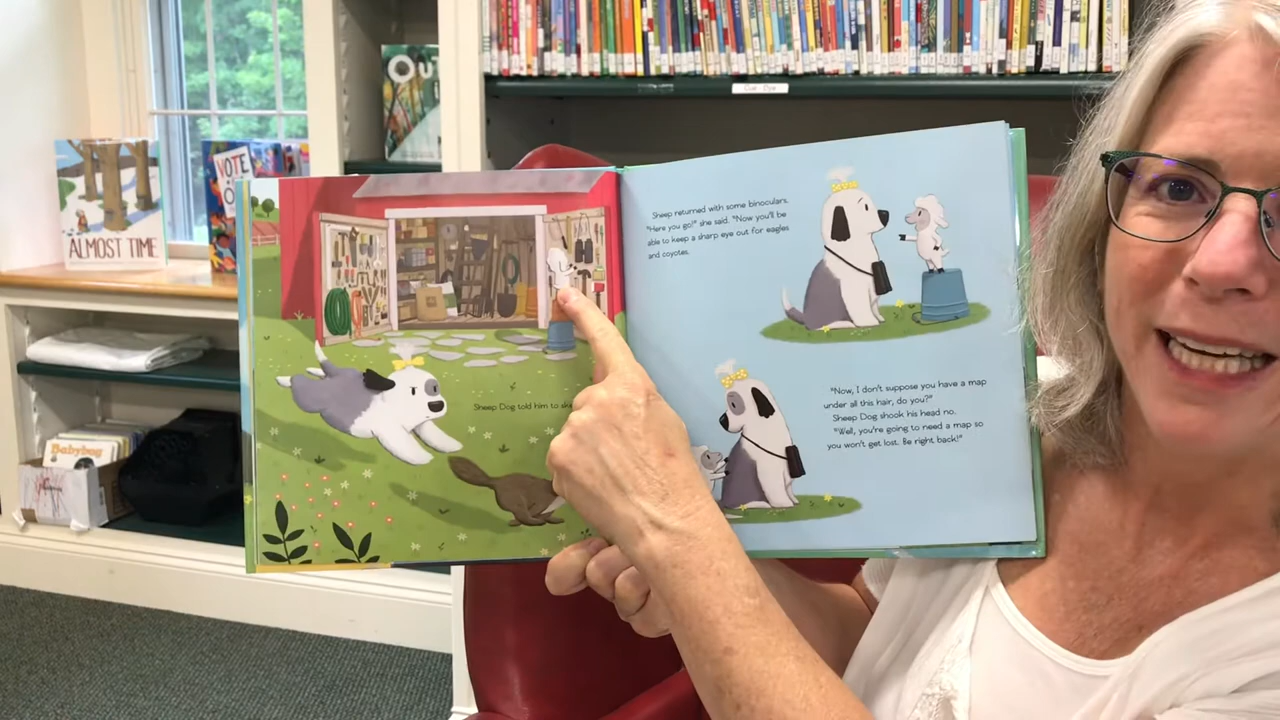 Out
ALMOST TIME
VOTE
Babybug
Sheep Dog told him to
Sheep returned with some binoculars.
"Here you go!" she said. "Now you'll be
able to keep a sharp eye out for eagles
and coyotes.
"Now, I don't suppose you have a map
under all this hair, do you?"
Sheep Dog shook his head no.
"Well, you're going to need a map so
you won't get lost. Be right back!"